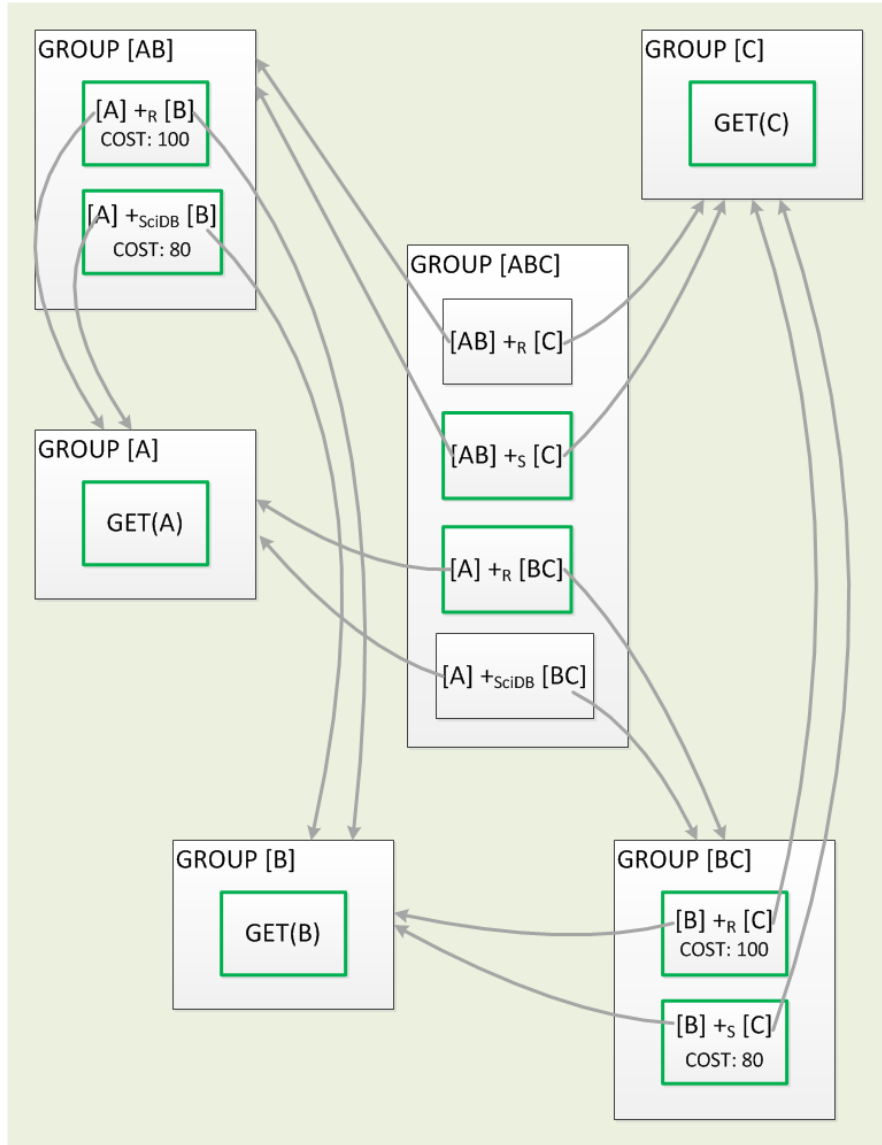 GROUP [AB]
[A] +R [B]
COST: 100
[A] +SciDB [B]
COST: 80
GROUP [C]
GET(C)
GROUP [ABC]
[AB] +R [C]
[AB] +S [C]
[A] +R [BC]
[A] +SciDB [BC]
GROUP [A]
GET(A)
GROUP [B]
GET(B)
GROUP [BC]
[B] +R [C]
COST: 100
[B] +S [C]
COST: 80